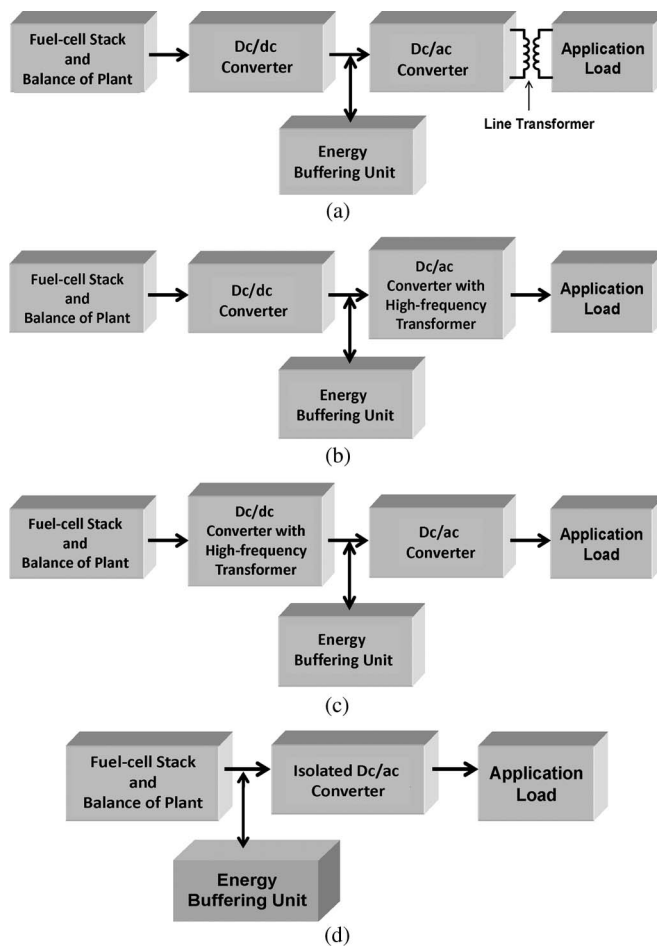 Fuel-cell Stack
and
Balance of Plant
Dc/dc
Converter
Dc/ac
Converter
Application
Load
Line Transformer
Energy
Buffering Unit
(a)
Fuel-cell Stack
and
Balance of Plant
Dc/dc
Converter
Dc/ac
Converter with
High-frequency
Transformer
Application
Load
Energy
Buffering Unit
(b)
Fuel-cell Stack
and
Balance of Plant
Dc/dc
Converter with
High-frequency
Transformer
Dc/ac
Converter
Application
Load
Energy
Buffering Unit
(c)
Fuel-cell Stack
and
Balance of Plant
Isolated Dc/ac
Converter
Application
Load
Energy
Buffering Unit
(d)